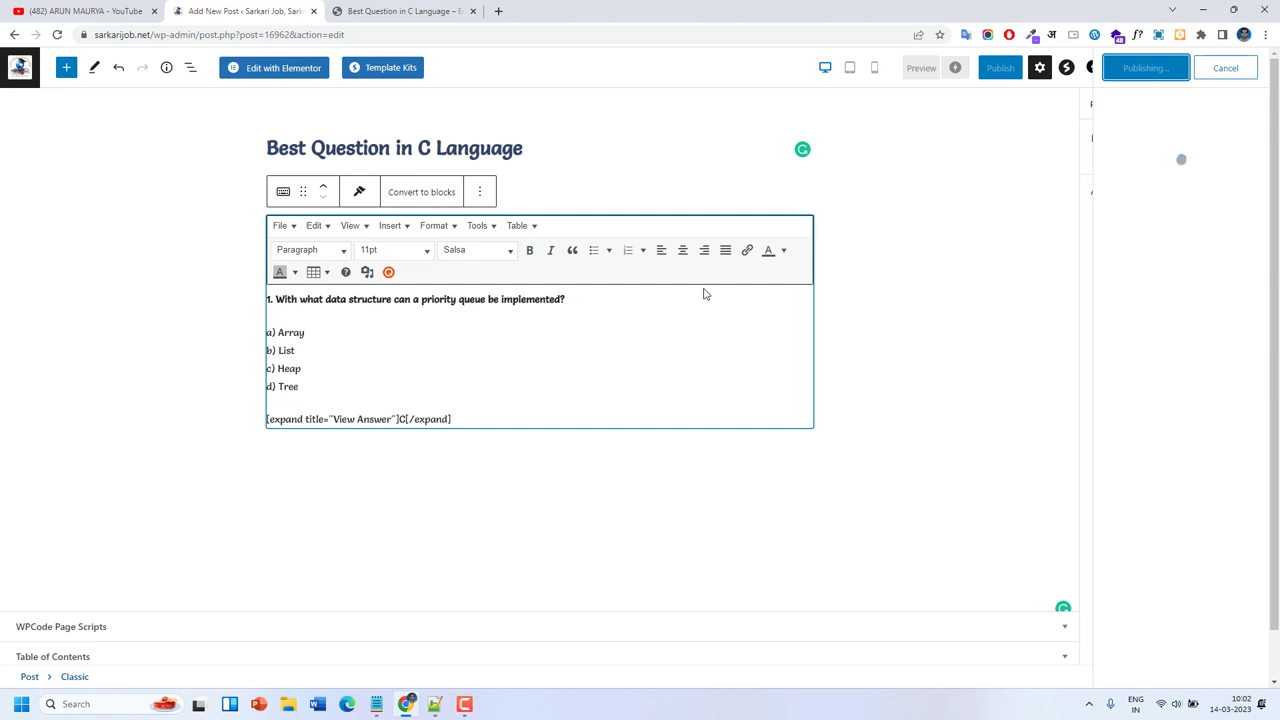 (482) ARUN MAURYA - YouTube
Add New Post ‹ Sarkari Job, Sark
Best Question in C Language –
sarkarijob.net/wp-admin/post.php?post=16962&action=edit
Edit with Elementor
Template Kits
Preview
Publish
Publishing...
Cancel
Best Question in C Language
Convert to blocks
File
Edit
View
Insert
Format
Tools
Table
Paragraph
11pt
Salsa
1. With what data structure can a priority queue be implemented?
a) Array
b) List
c) Heap
d) Tree
[expand title="View Answer"]C[/expand]
WPCode Page Scripts
Table of Contents
Post
Classic
Search
ENG
IN
10:02
14-03-2023